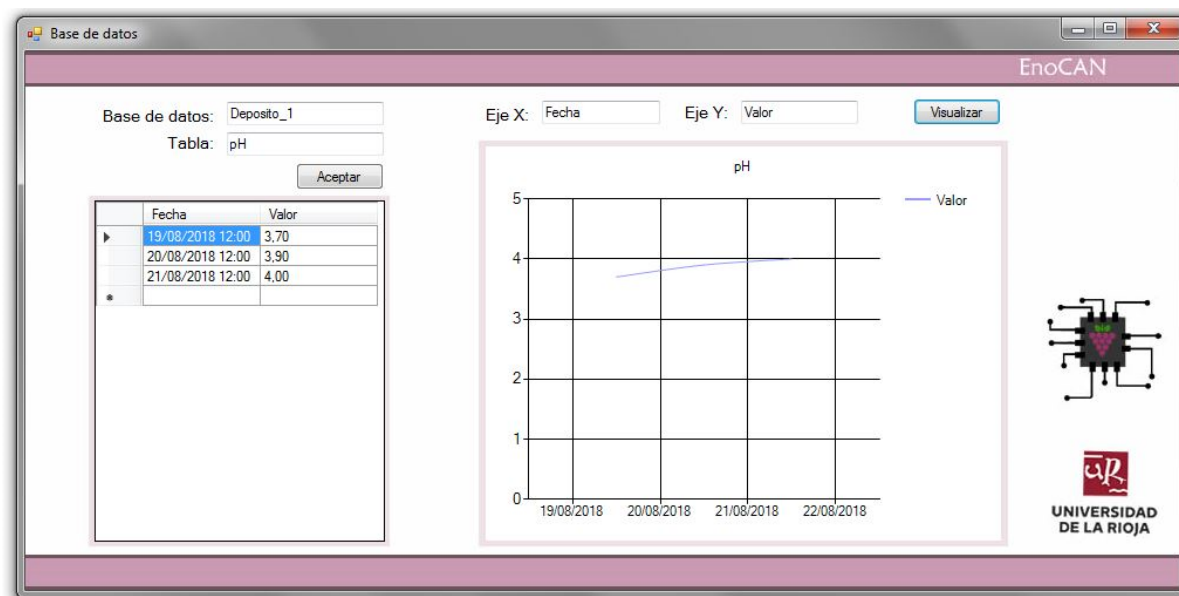 Base de datos
EnoCAN
Base de datos: Deposito_1
Tabla: pH
Aceptar
Fecha Valor
19/08/2018 12:00 3,70
20/08/2018 12:00 3,90
21/08/2018 12:00 4,00
Eje X: Fecha Eje Y: Valor Visualizar
pH
Valor
5
4
3
2
1
0
19/08/2018 20/08/2018 21/08/2018 22/08/2018
bio
UR
UNIVERSIDAD
DE LA RIOJA